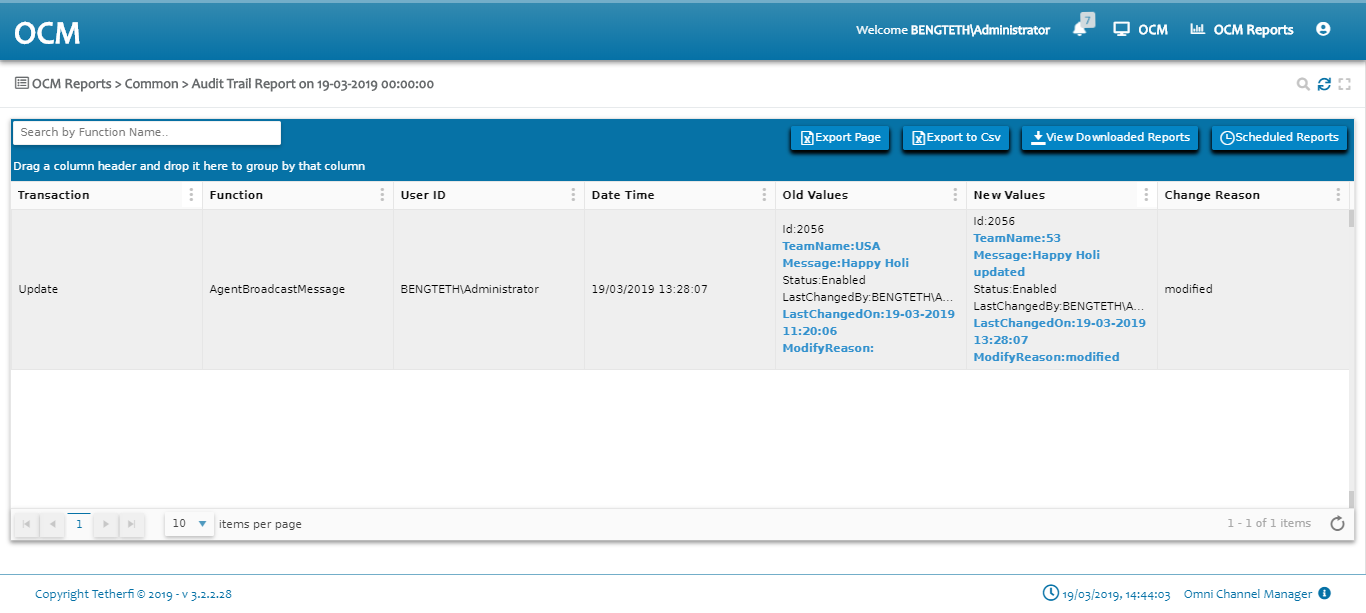 OCM
Welcome BENGTETH\Administrator
7
OCM
OCM Reports
OCM Reports > Common > Audit Trail Report on 19-03-2019 00:00:00
Search by Function Name..
Export Page
Export to Csv
View Downloaded Reports
Scheduled Reports
Drag a column header and drop it here to group by that column
Transaction
Function
User ID
Date Time
Old Values
New Values
Change Reason
Update
AgentBroadcastMessage
BENGTETH\Administrator
19/03/2019 13:28:07
Id:2056
TeamName:USA
Message:Happy Holi
Status:Enabled
LastChangedBy:BENGTETH\A...
LastChangedOn:19-03-2019
11:20:06
ModifyReason:
Id:2056
TeamName:53
Message:Happy Holi
updated
Status:Enabled
LastChangedBy:BENGTETH\A...
LastChangedOn:19-03-2019
13:28:07
ModifyReason:modified
modified
1
10
items per page
1 - 1 of 1 items
Copyright Tetherfi © 2019 - v 3.2.2.28
19/03/2019, 14:44:03
Omni Channel Manager